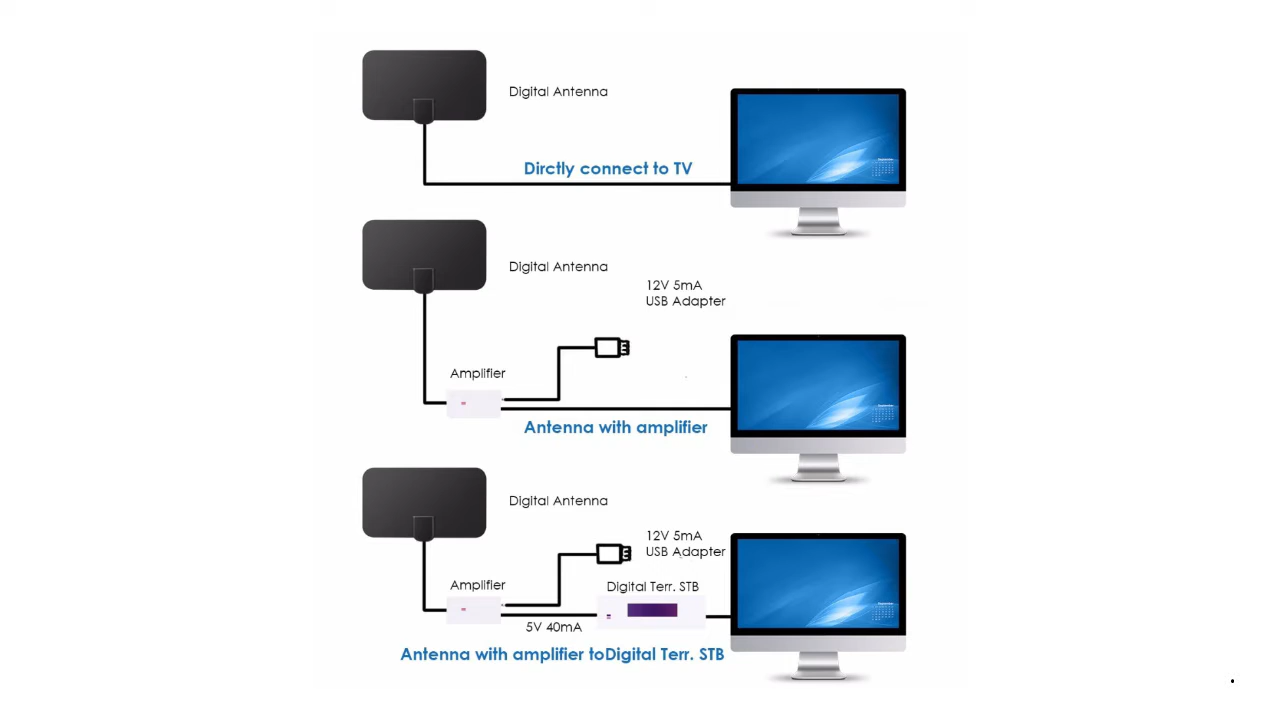 Digital Antenna
Dirctly connect to TV
Digital Antenna
12V 5mA
USB Adapter
Amplifier
Antenna with amplifier
Digital Antenna
12V 5mA
USB Adapter
Amplifier
Digital Terr. STB
5V 40mA
Antenna with amplifier toDigital Terr. STB